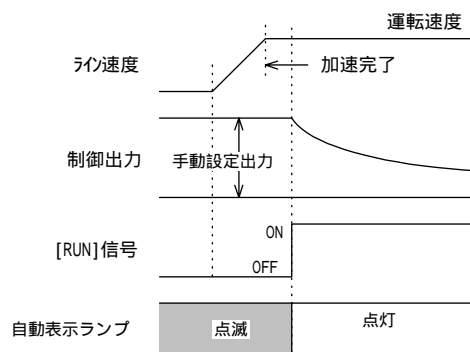 運転速度
ライン速度
加速完了
制御出力
手動設定出力
ON
[RUN]信号
OFF
自動表示ランプ
点滅
点灯